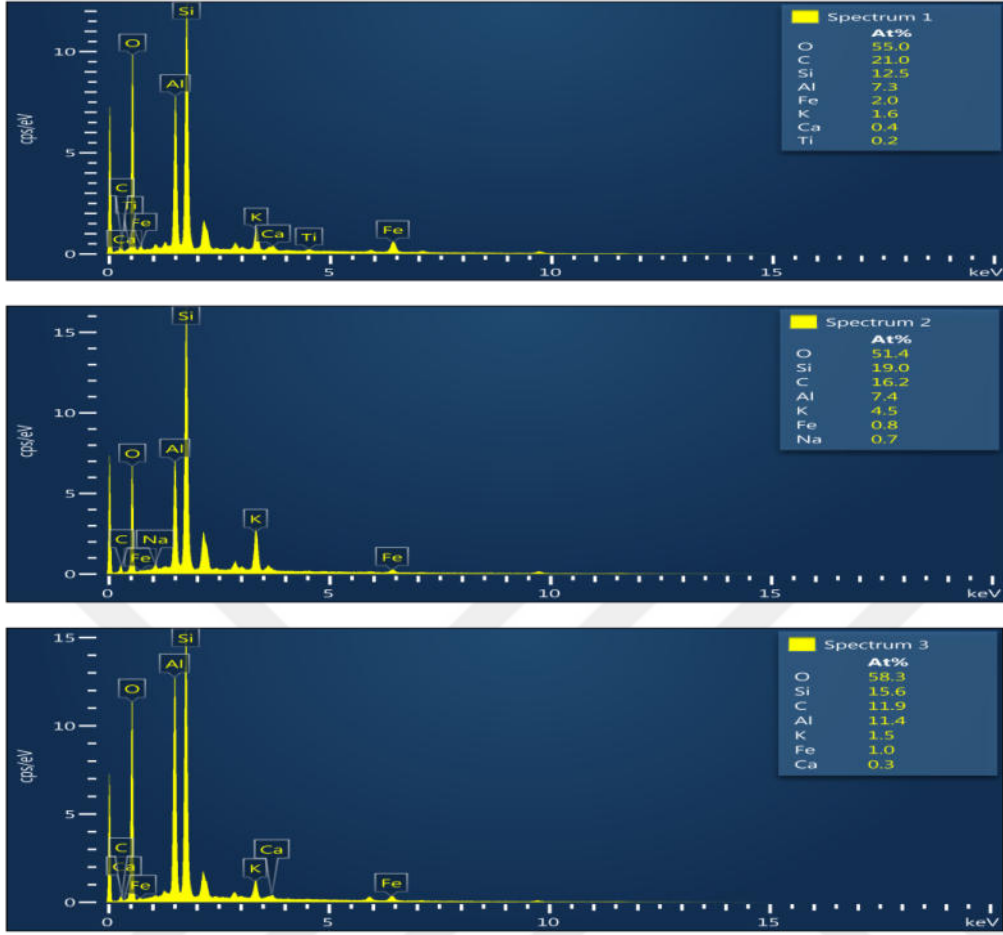 Spectrum 1
At%
O 55.0
C 21.0
Si 12.5
Al 7.3
Fe 2.0
K 1.6
Ca 0.4
Ti 0.2
Si
O
10
Al
cps/eV
5
C
Ti
Fe
Ca
K
Ca
Ti
Fe
0
0 5 10 15 keV
Spectrum 2
At%
O 51.4
Si 19.0
C 16.2
Al 7.4
K 4.5
Fe 0.8
Na 0.7
Si
15
10
cps/eV
O
Al
5
K
C
Na
Fe
Fe
0
0 5 10 15 keV
Spectrum 3
At%
O 58.3
Si 15.6
C 11.9
Al 11.4
K 1.5
Fe 1.0
Ca 0.3
15
Si
Al
O
10
cps/eV
5
C
Ca
Ca
K
Fe
Fe
0
0 5 10 15 keV